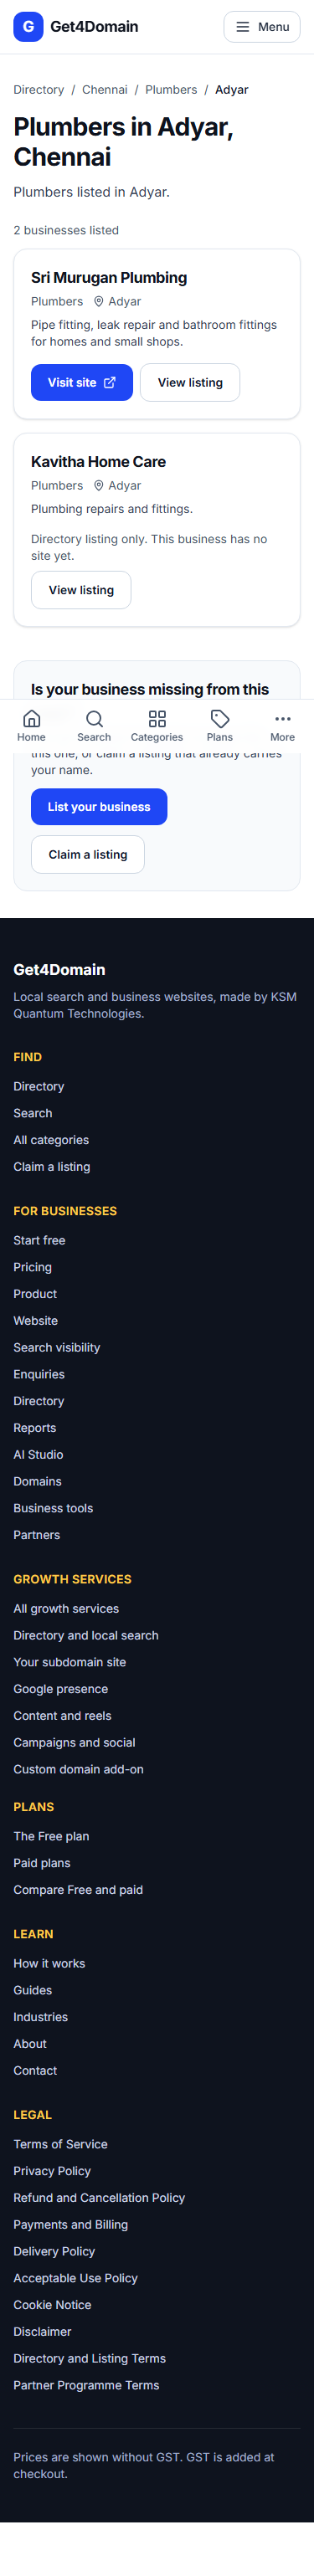 G Get4Domain
Menu
Directory / Chennai / Plumbers / Adyar
Plumbers in Adyar,
Chennai
Plumbers listed in Adyar.
2 businesses listed
Sri Murugan Plumbing
Plumbers Adyar
Pipe fitting, leak repair and bathroom fittings
for homes and small shops.
Visit site
View listing
Kavitha Home Care
Plumbers Adyar
Plumbing repairs and fittings.
Directory listing only. This business has no
site yet.
View listing
Is your business missing from this
Home
Search
Categories
Plans
More
this one, or claim a listing that already carries
your name.
List your business
Claim a listing
Get4Domain
Local search and business websites, made by KSM
Quantum Technologies.
FIND
Directory
Search
All categories
Claim a listing
FOR BUSINESSES
Start free
Pricing
Product
Website
Search visibility
Enquiries
Directory
Reports
AI Studio
Domains
Business tools
Partners
GROWTH SERVICES
All growth services
Directory and local search
Your subdomain site
Google presence
Content and reels
Campaigns and social
Custom domain add-on
PLANS
The Free plan
Paid plans
Compare Free and paid
LEARN
How it works
Guides
Industries
About
Contact
LEGAL
Terms of Service
Privacy Policy
Refund and Cancellation Policy
Payments and Billing
Delivery Policy
Acceptable Use Policy
Cookie Notice
Disclaimer
Directory and Listing Terms
Partner Programme Terms
Prices are shown without GST. GST is added at
checkout.